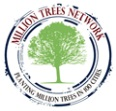 MILLION TREES NETWORK
PLANTING MILLION TREES IN 100 CITIES